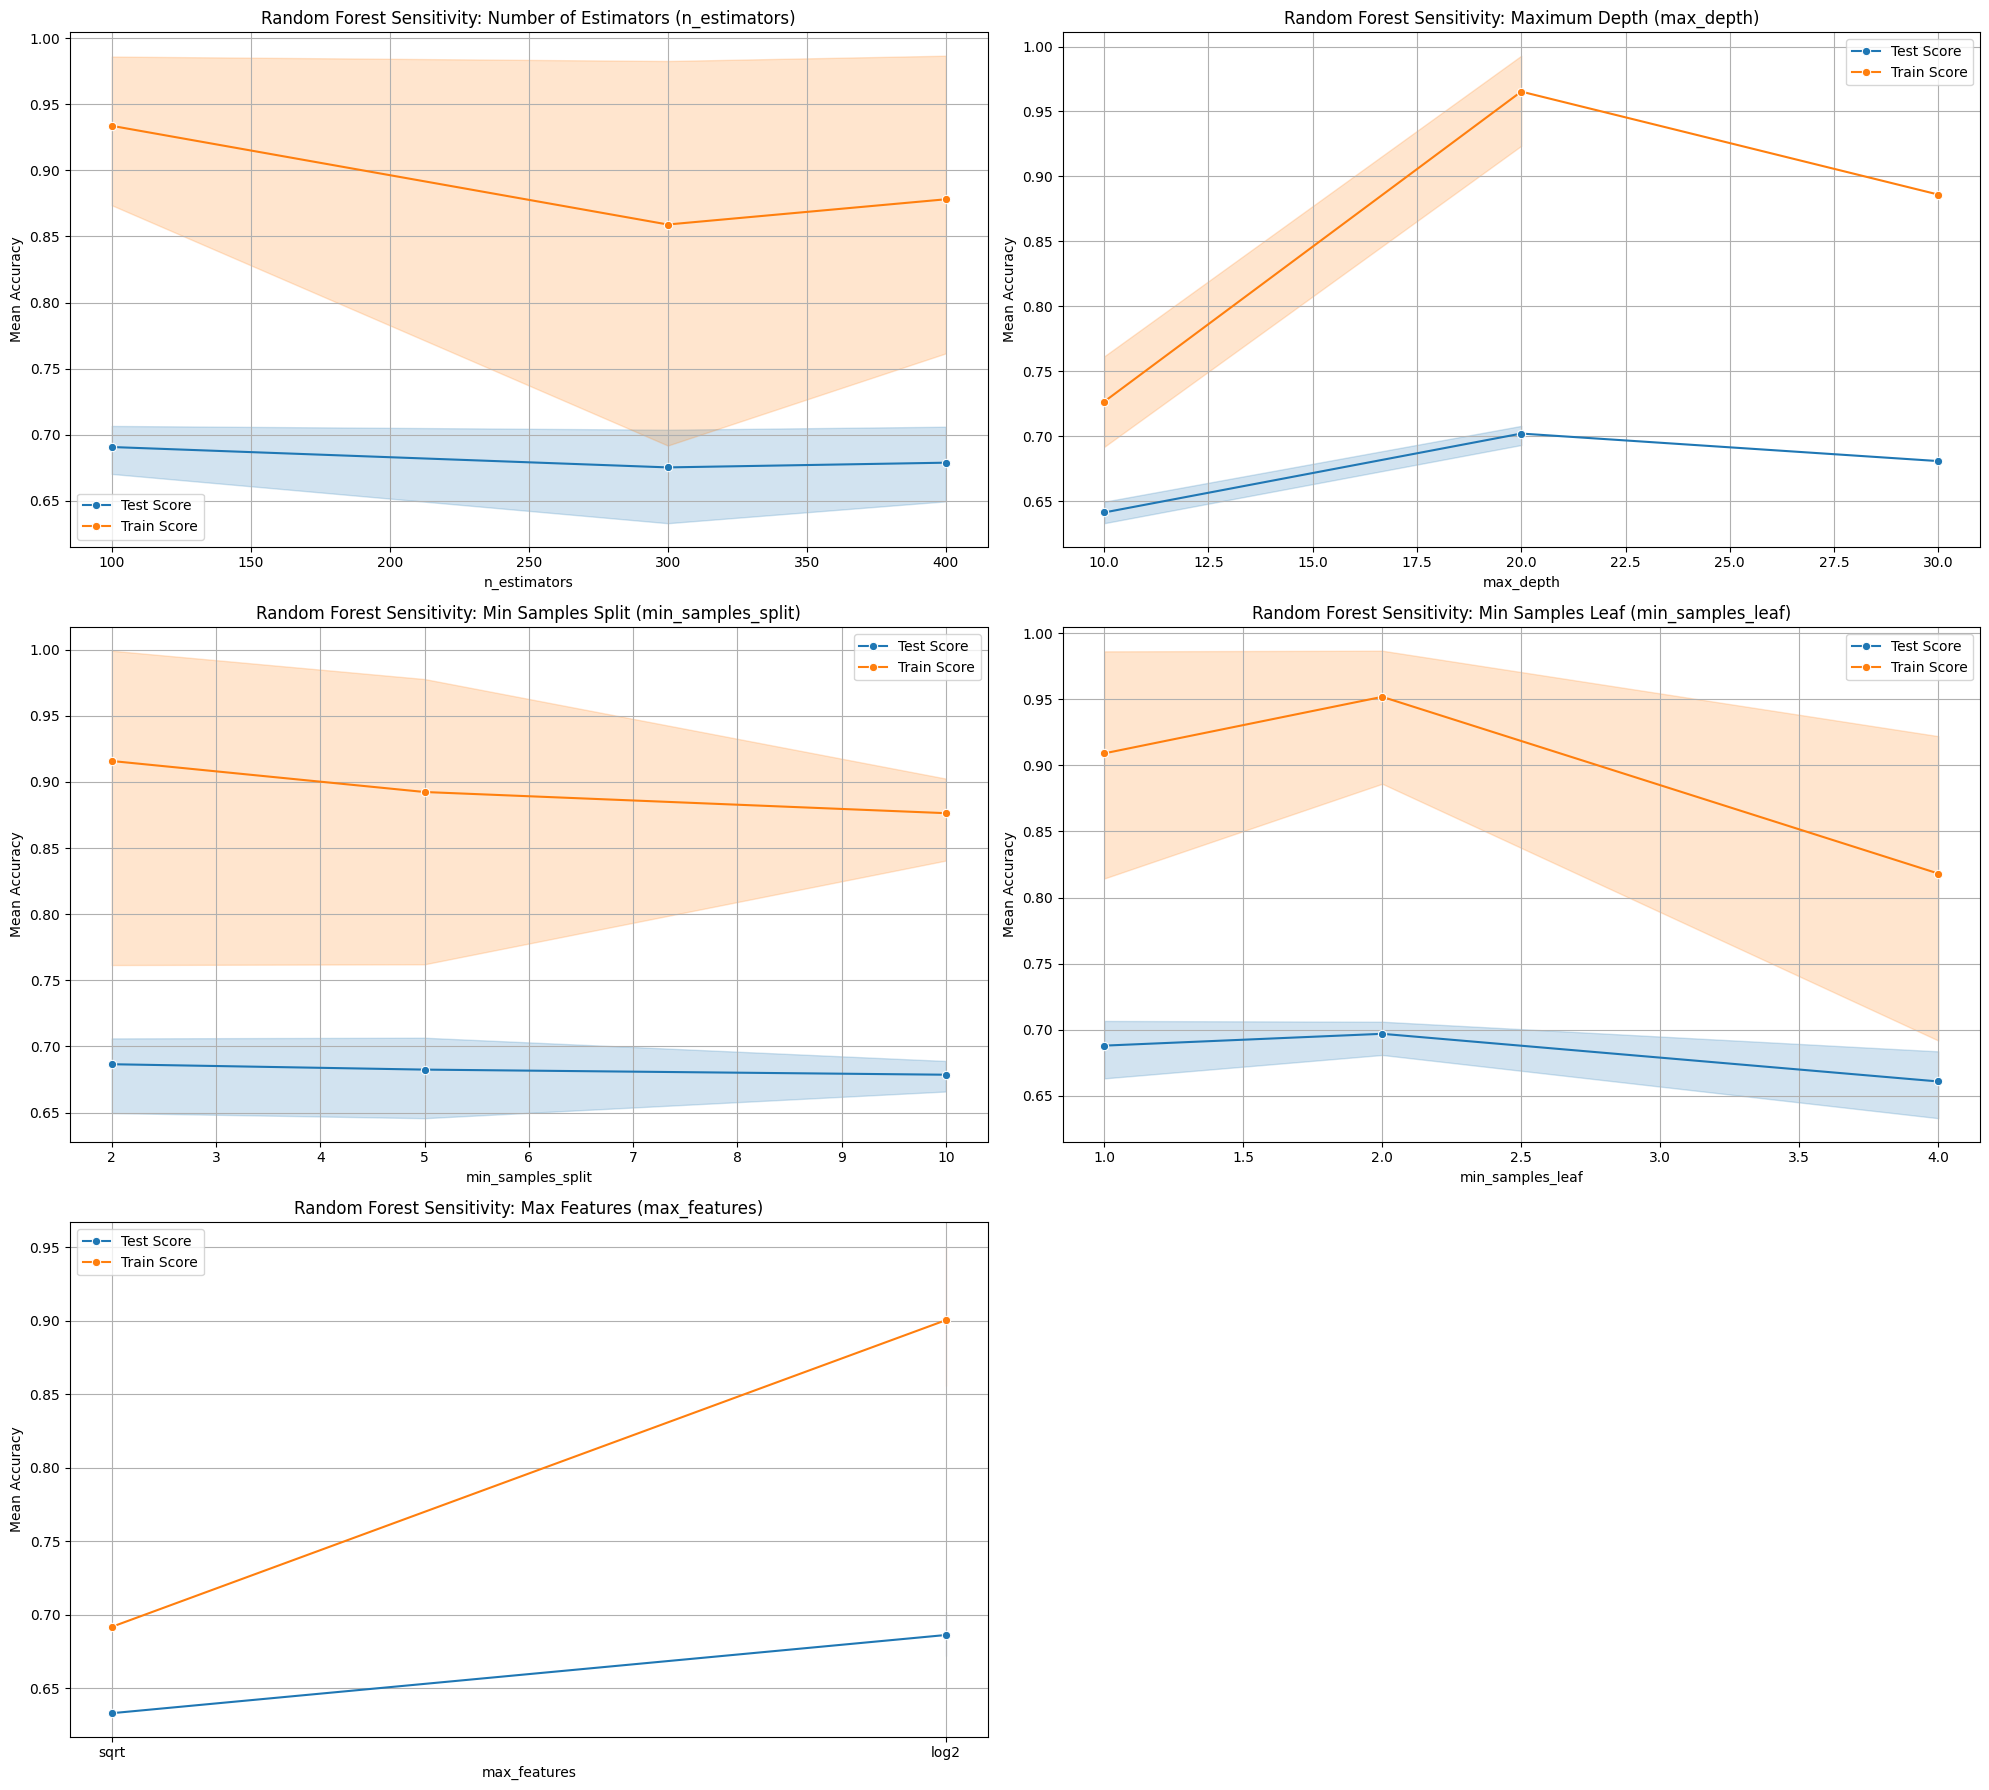 Random Forest Sensitivity: Number of Estimators (n_estimators)
1.00
0.95
0.90
0.85
0.80
0.75
0.70
0.65
Mean Accuracy
Test Score
Train Score
100 150 200 250 300 350 400
n_estimators
Random Forest Sensitivity: Maximum Depth (max_depth)
Test Score
Train Score
1.00
0.95
0.90
0.85
0.80
0.75
0.70
0.65
Mean Accuracy
10.0 12.5 15.0 17.5 20.0 22.5 25.0 27.5 30.0
max_depth
Random Forest Sensitivity: Min Samples Split (min_samples_split)
Test Score
Train Score
1.00
0.95
0.90
0.85
0.80
0.75
0.70
0.65
Mean Accuracy
2 3 4 5 6 7 8 9 10
min_samples_split
Random Forest Sensitivity: Min Samples Leaf (min_samples_leaf)
Test Score
Train Score
1.00
0.95
0.90
0.85
0.80
0.75
0.70
0.65
Mean Accuracy
1.0 1.5 2.0 2.5 3.0 3.5 4.0
min_samples_leaf
Random Forest Sensitivity: Max Features (max_features)
Test Score
Train Score
0.95
0.90
0.85
0.80
0.75
0.70
0.65
Mean Accuracy
sqrt log2
max_features